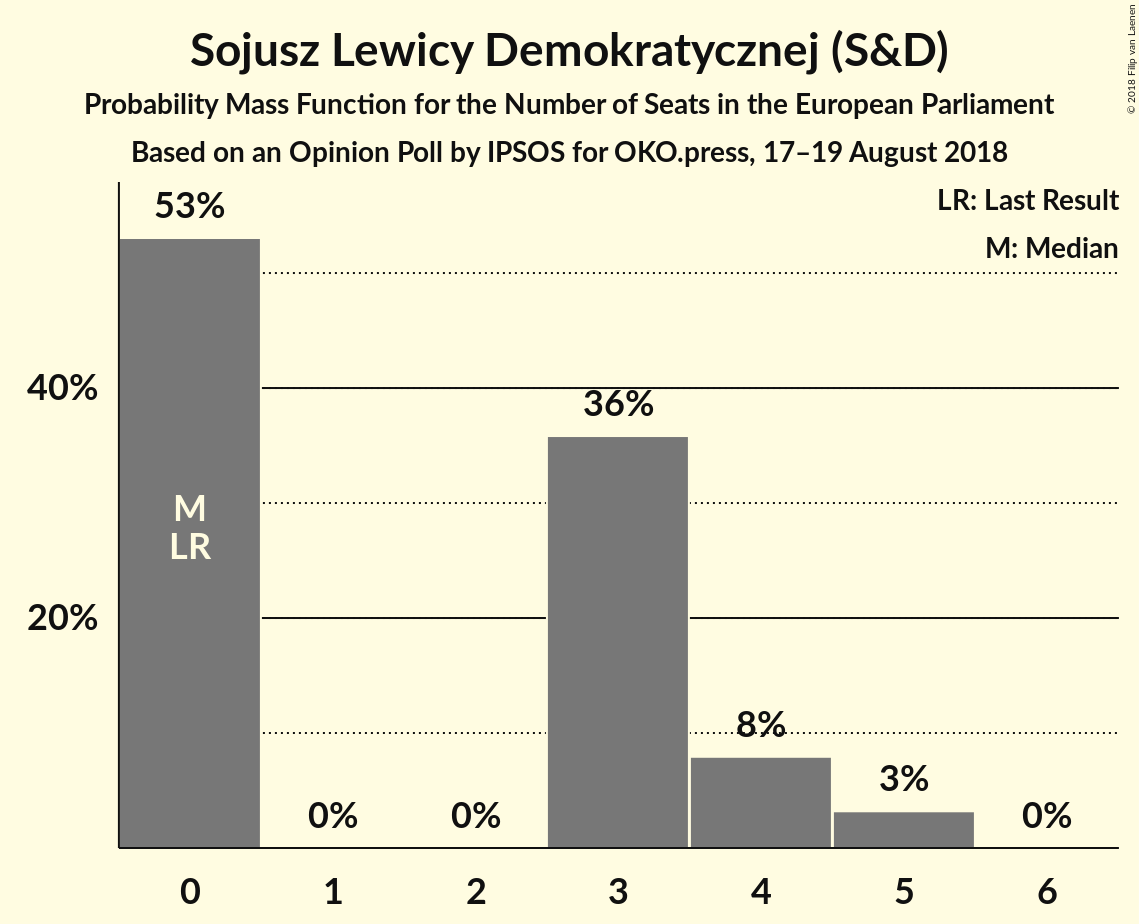 Sojusz Lewicy Demokratycznej (S&D)
Probability Mass Function for the Number of Seats in the European Parliament
Based on an Opinion Poll by IPSOS for OKO.press, 17–19 August 2018
© 2018 Filip van Laenen
LR: Last Result
M: Median
53%
40%
36%
M
LR
20%
8%
3%
0%
0%
0%
0 1 2 3 4 5 6